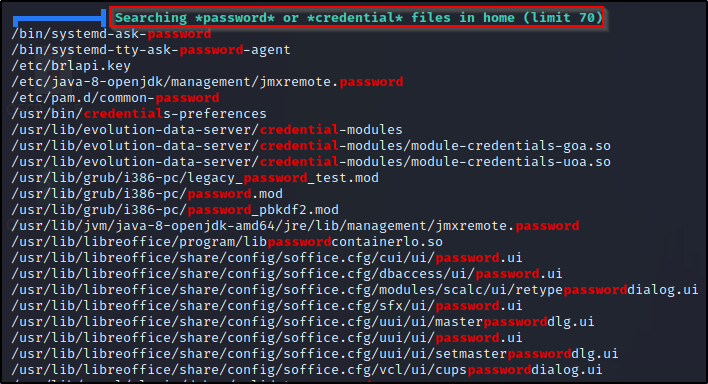 Searching *password* or *credential* files in home (limit 70)
/bin/systemd-ask-password
/bin/systemd-tty-ask-password-agent
/etc/brlapi.key
/etc/java-8-openjdk/management/jmxremote.password
/etc/pam.d/common-password
/usr/bin/credentials-preferences
/usr/lib/evolution-data-server/credential-modules
/usr/lib/evolution-data-server/credential-modules/module-credentials-goa.so
/usr/lib/evolution-data-server/credential-modules/module-credentials-uoa.so
/usr/lib/grub/i386-pc/legacy_password_test.mod
/usr/lib/grub/i386-pc/password.mod
/usr/lib/grub/i386-pc/password_pbkdf2.mod
/usr/lib/jvm/java-8-openjdk-amd64/jre/lib/management/jmxremote.password
/usr/lib/libreoffice/program/libpasswordcontainerlo.so
/usr/lib/libreoffice/share/config/soffice.cfg/cui/ui/password.ui
/usr/lib/libreoffice/share/config/soffice.cfg/dbaccess/ui/password.ui
/usr/lib/libreoffice/share/config/soffice.cfg/modules/scalc/ui/retypepassworddialog.ui
/usr/lib/libreoffice/share/config/soffice.cfg/sfx/ui/password.ui
/usr/lib/libreoffice/share/config/soffice.cfg/uui/ui/masterpassworddlg.ui
/usr/lib/libreoffice/share/config/soffice.cfg/uui/ui/password.ui
/usr/lib/libreoffice/share/config/soffice.cfg/uui/ui/setmasterpassworddlg.ui
/usr/lib/libreoffice/share/config/soffice.cfg/vcl/ui/cupspassworddialog.ui